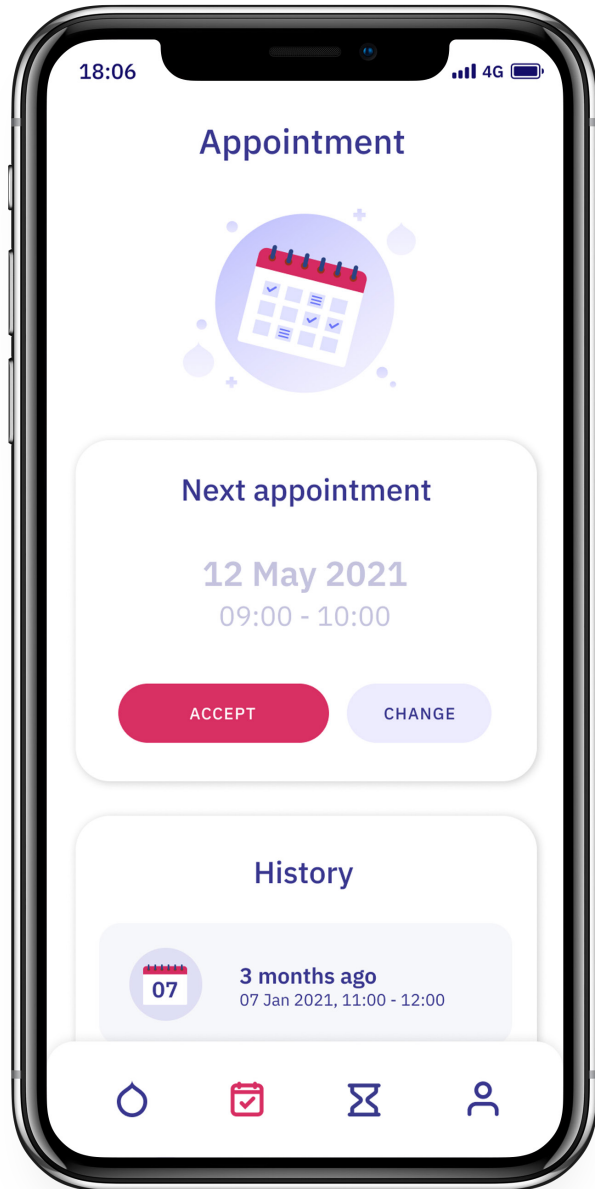 18:06
4G
Appointment
Next appointment
12 May 2021
09:00 - 10:00
ACCEPT
CHANGE
History
07
3 months ago
07 Jan 2021, 11:00 - 12:00